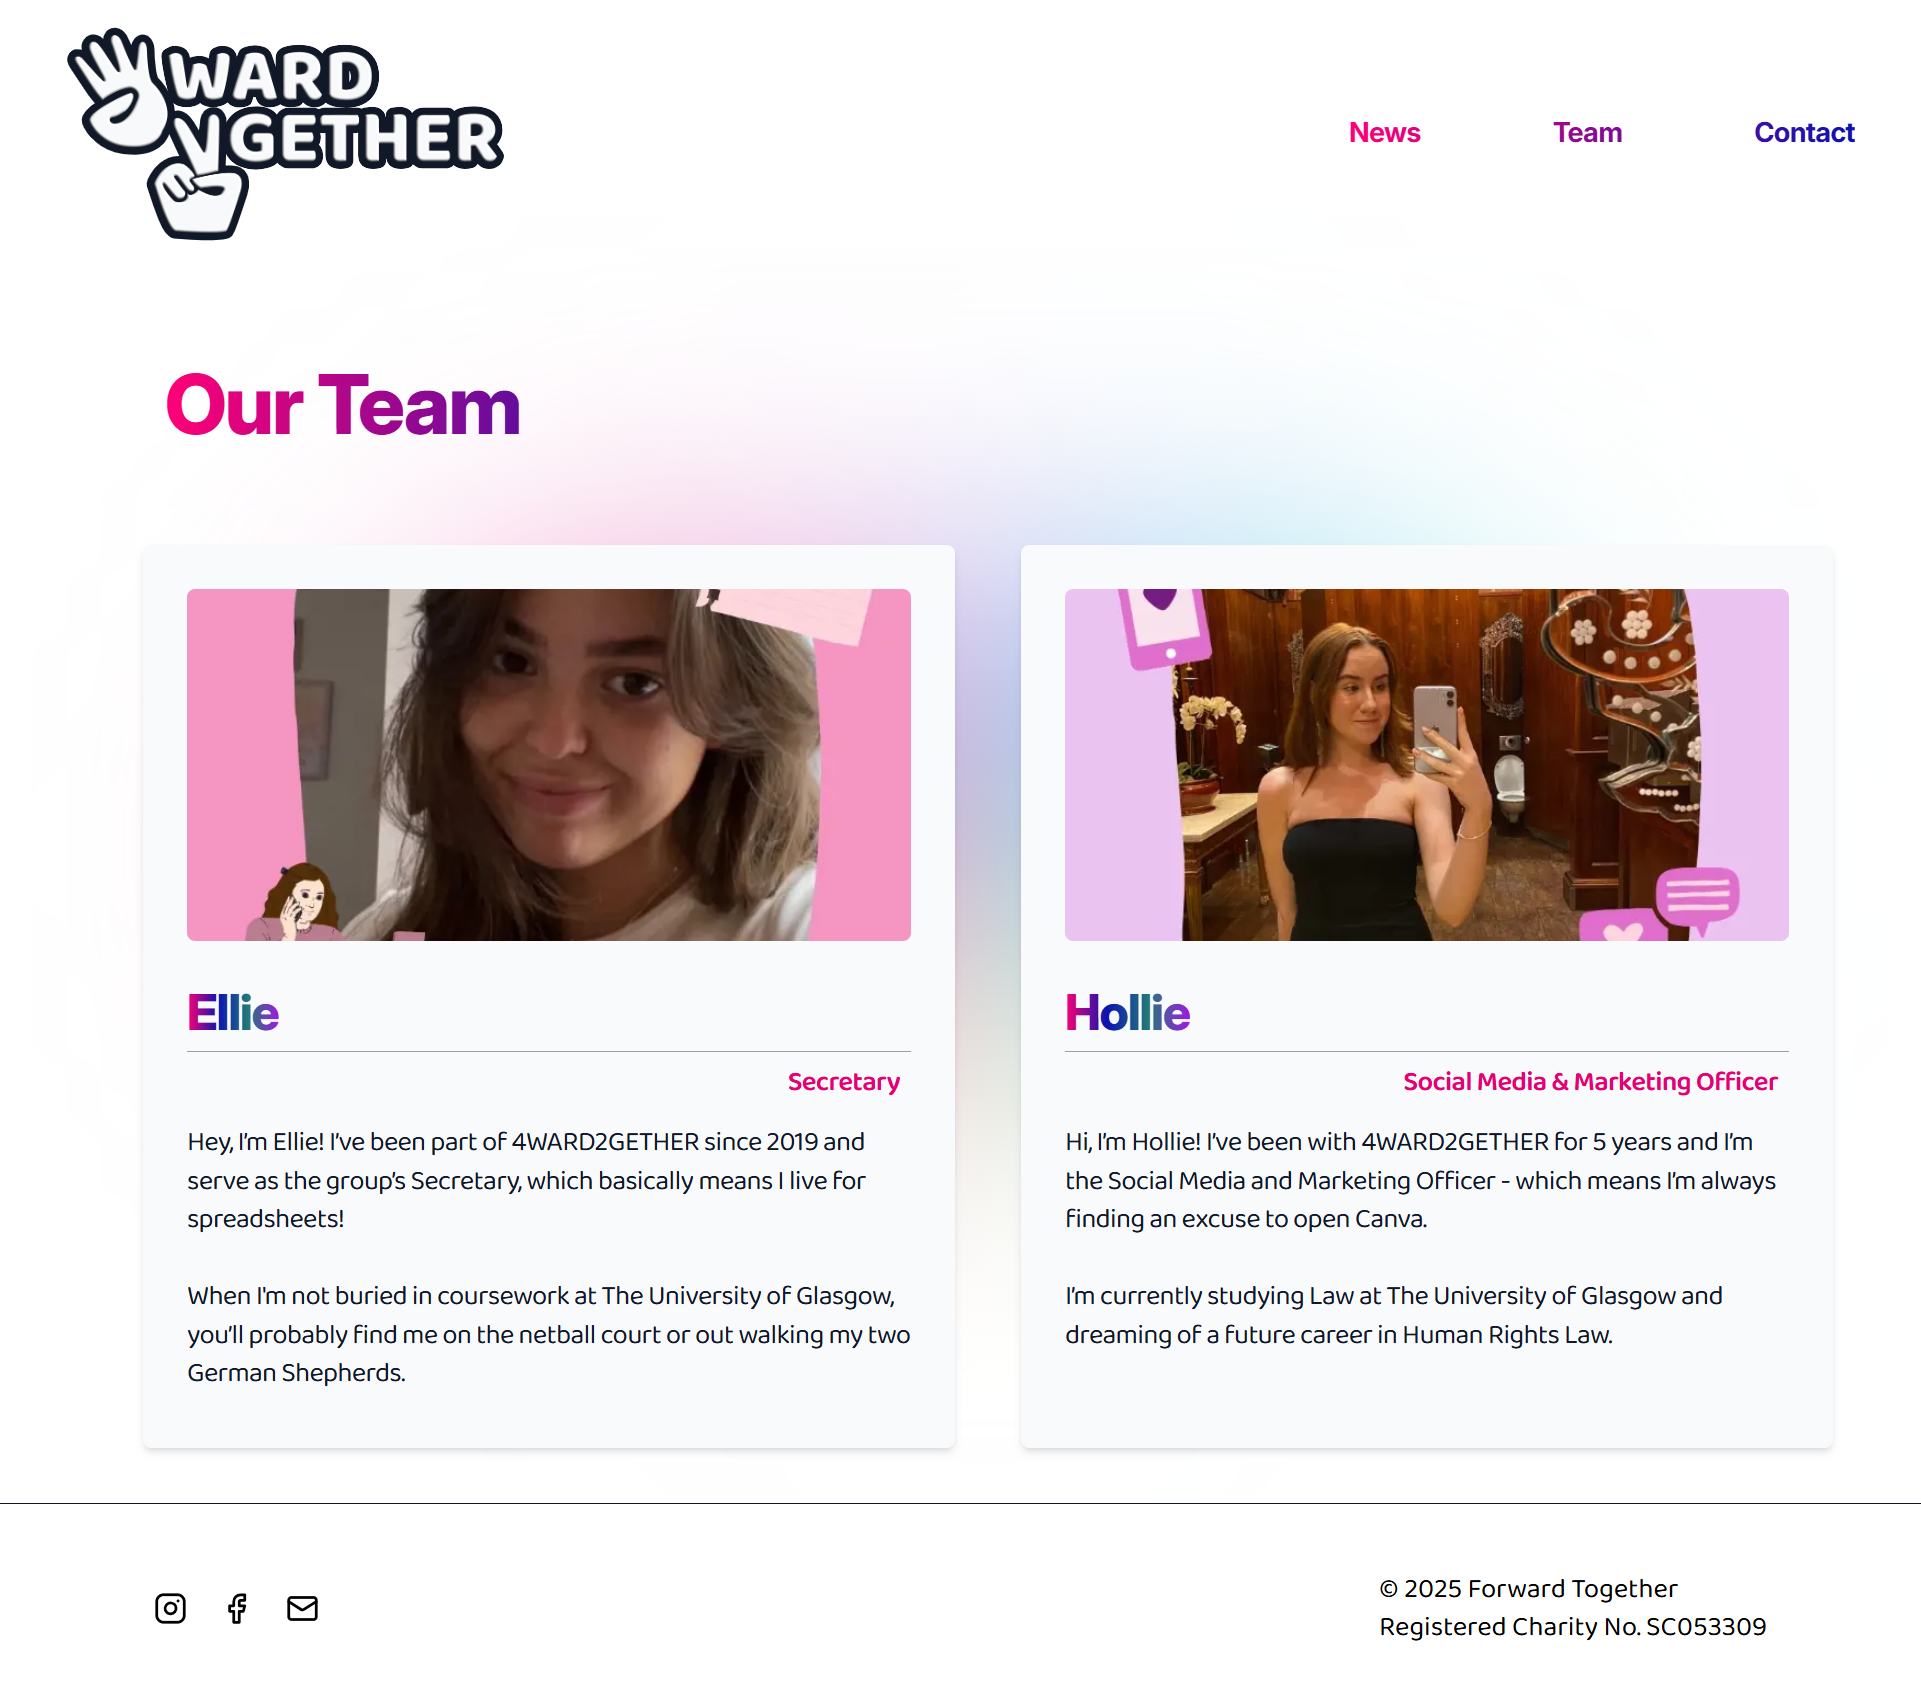 WARD
GETHER
News
Team
Contact
Our Team
Ellie
Secretary
Hey, I'm Ellie! I've been part of 4WARD2GETHER since 2019 and
serve as the group's Secretary, which basically means I live for
spreadsheets!
When I'm not buried in coursework at The University of Glasgow,
you'll probably find me on the netball court or out walking my two
German Shepherds.
Hollie
Social Media & Marketing Officer
Hi, I'm Hollie! I've been with 4WARD2GETHER for 5 years and I'm
the Social Media and Marketing Officer - which means I'm always
finding an excuse to open Canva.
I'm currently studying Law at The University of Glasgow and
dreaming of a future career in Human Rights Law.
© 2025 Forward Together
Registered Charity No. SC053309